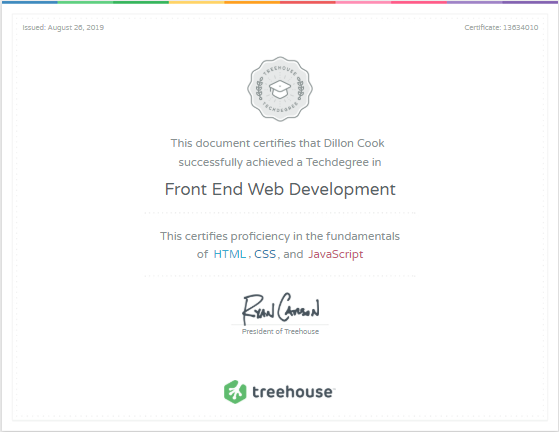 Issued: August 26, 2019
Certificate: 13634010
TREEHOUSE
TECHDEGREE
This document certifies that Dillon Cook
successfully achieved a Techdegree in
Front End Web Development
This certifies proficiency in the fundamentals
of HTML, CSS, and JavaScript
Ryan Carson
President of Treehouse
treehouse